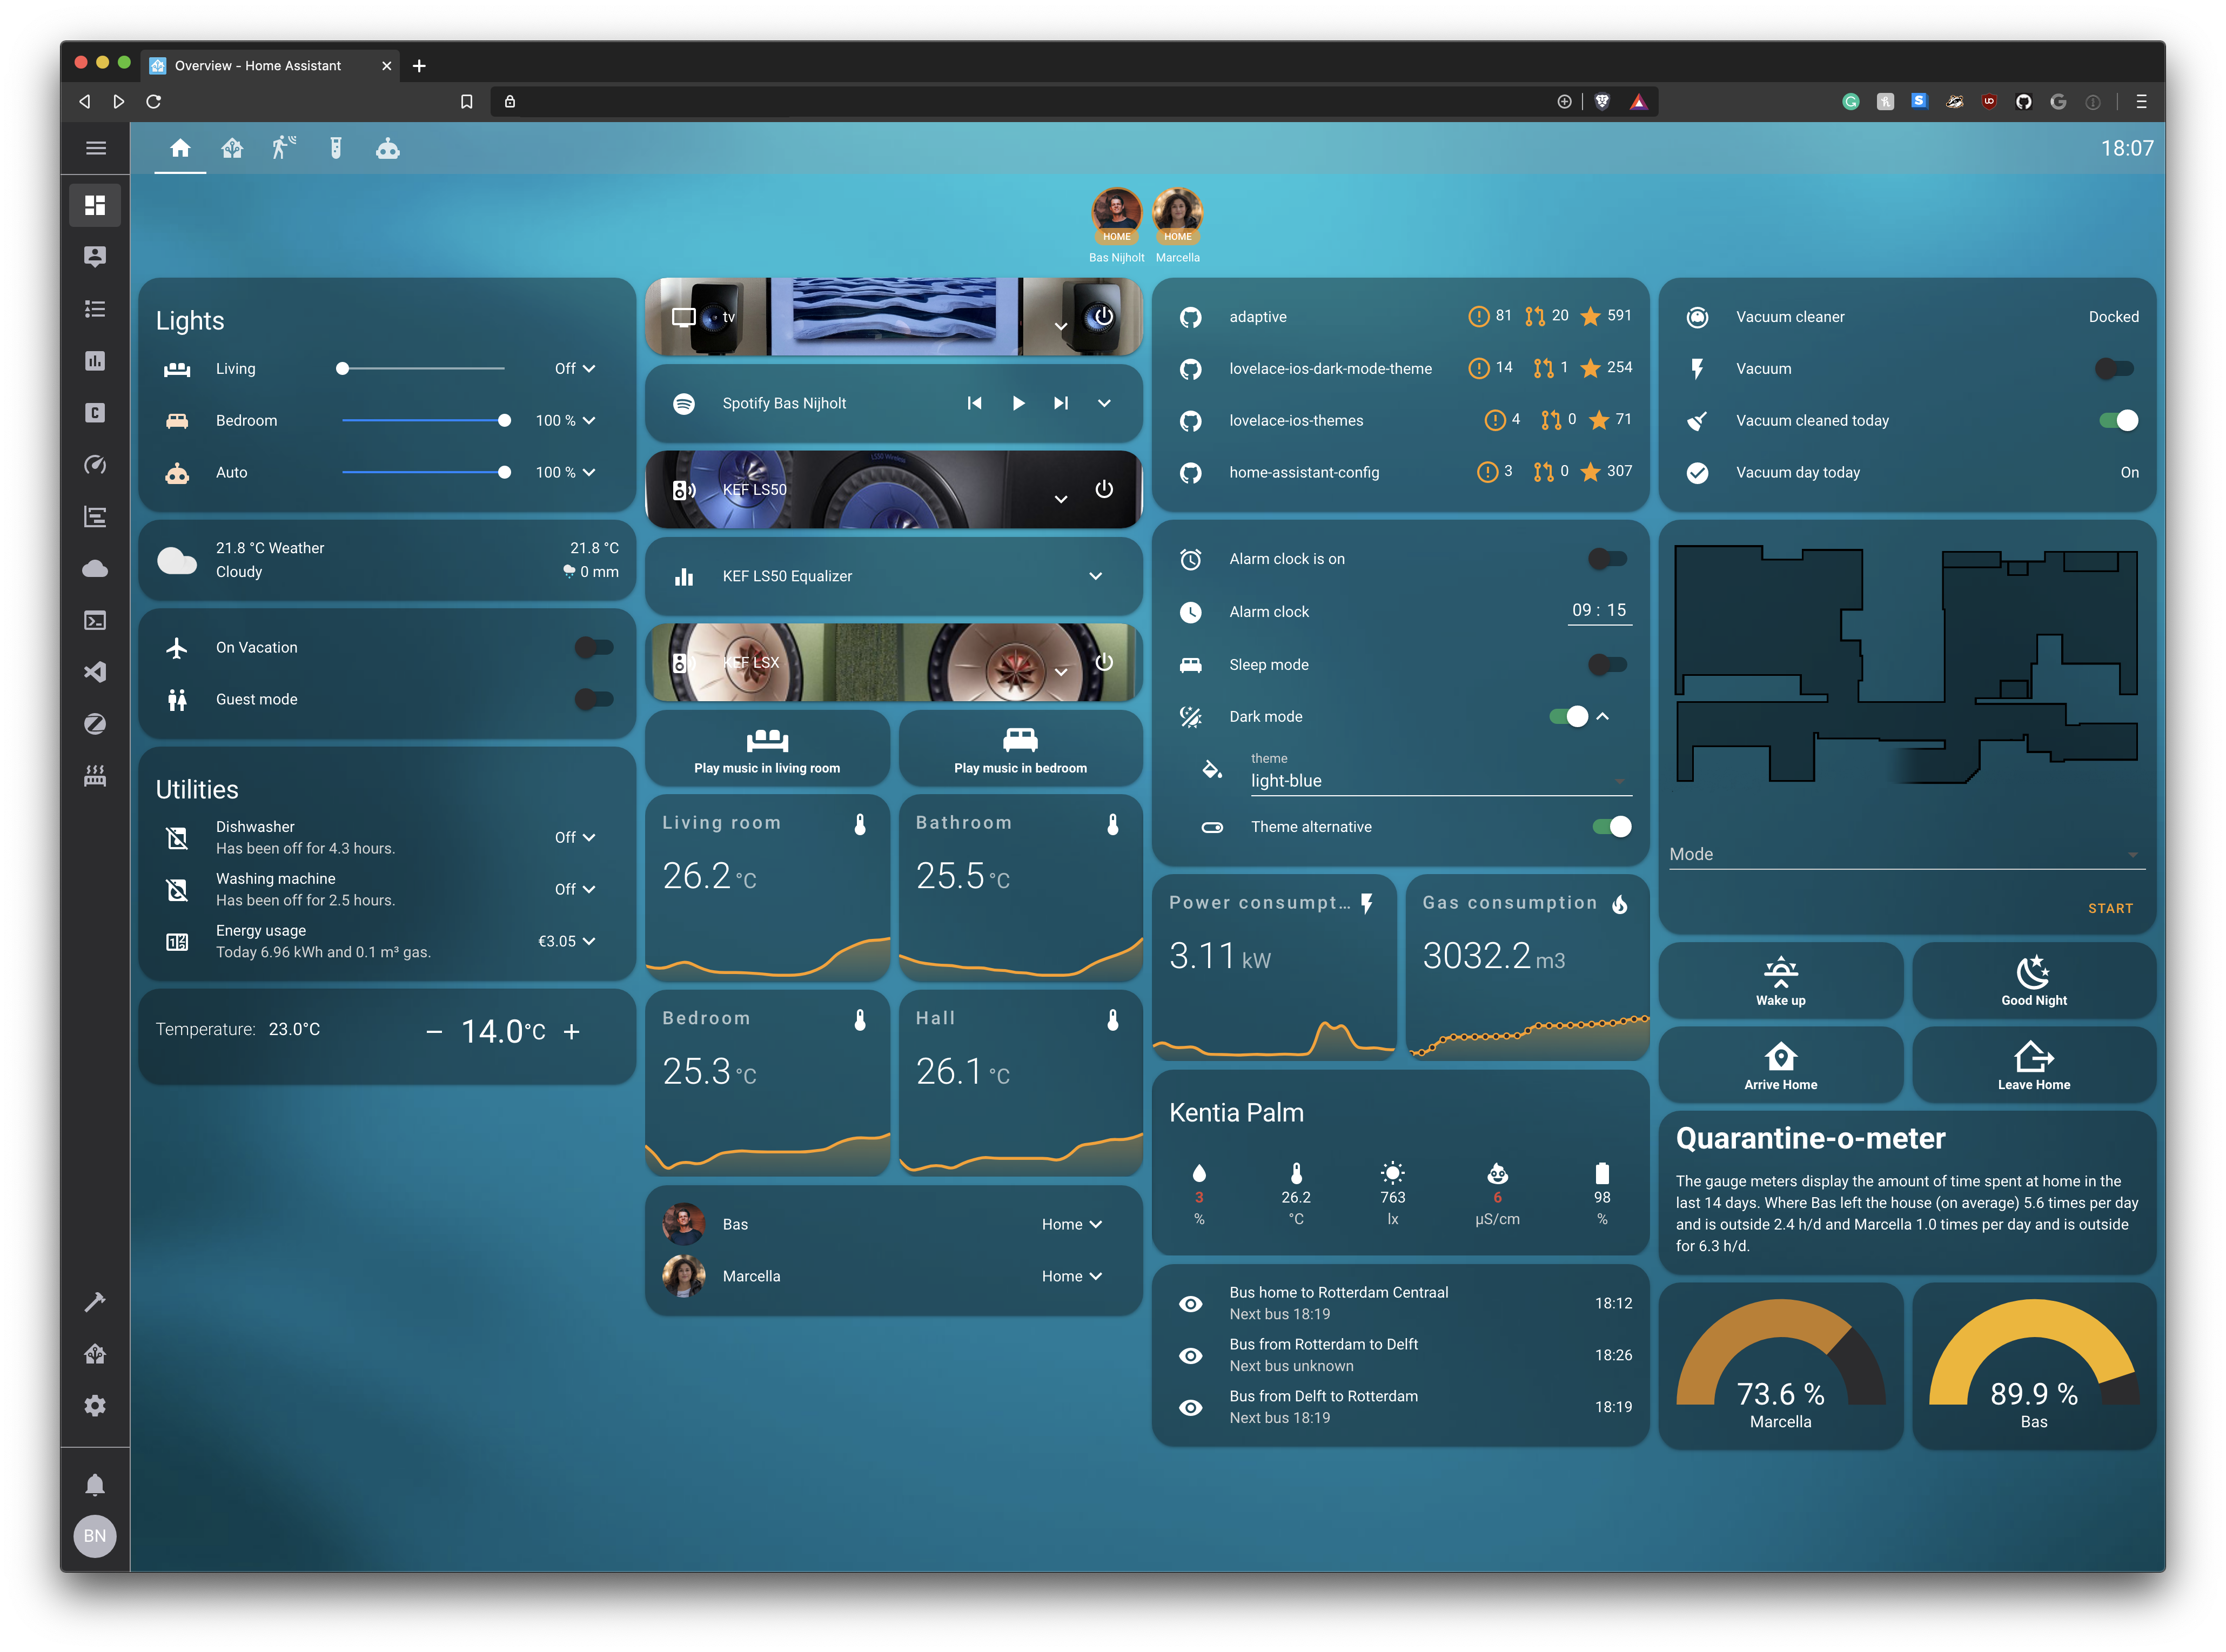 Overview - Home Assistant
18:07
HOME
HOME
Bas Nijholt
Marcella
Lights
Living
Off
Bedroom
100 %
Auto
100 %
21.8 °C Weather
21.8 °C
Cloudy
0 mm
On Vacation
Guest mode
Utilities
Dishwasher
Has been off for 4.3 hours.
Off
Washing machine
Has been off for 2.5 hours.
Off
Energy usage
Today 6.96 kWh and 0.1 m³ gas.
€3.05
Temperature: 23.0°C
− 14.0°C +
BN
tv
Spotify Bas Nijholt
LS50 Wireless
KEF LS50
KEF LS50 Equalizer
KEF LSX
Play music in living room
Play music in bedroom
Living room
26.2 °C
Bathroom
25.5 °C
Bedroom
25.3 °C
Hall
26.1 °C
Bas
Home
Marcella
Home
adaptive
81 20 591
lovelace-ios-dark-mode-theme
14 1 254
lovelace-ios-themes
4 0 71
home-assistant-config
3 0 307
Alarm clock is on
Alarm clock
09 : 15
Sleep mode
Dark mode
theme
light-blue
Theme alternative
Power consumpt...
3.11 kW
Gas consumption
3032.2 m3
Kentia Palm
3 26.2 763 6 98
% °C lx µS/cm %
Bus home to Rotterdam Centraal
Next bus 18:19
18:12
Bus from Rotterdam to Delft
Next bus unknown
18:26
Bus from Delft to Rotterdam
Next bus 18:19
18:19
Vacuum cleaner
Docked
Vacuum
Vacuum cleaned today
Vacuum day today
On
Mode
START
Wake up
Good Night
Arrive Home
Leave Home
Quarantine-o-meter
The gauge meters display the amount of time spent at home in the
last 14 days. Where Bas left the house (on average) 5.6 times per day
and is outside 2.4 h/d and Marcella 1.0 times per day and is outside
for 6.3 h/d.
73.6 %
Marcella
89.9 %
Bas